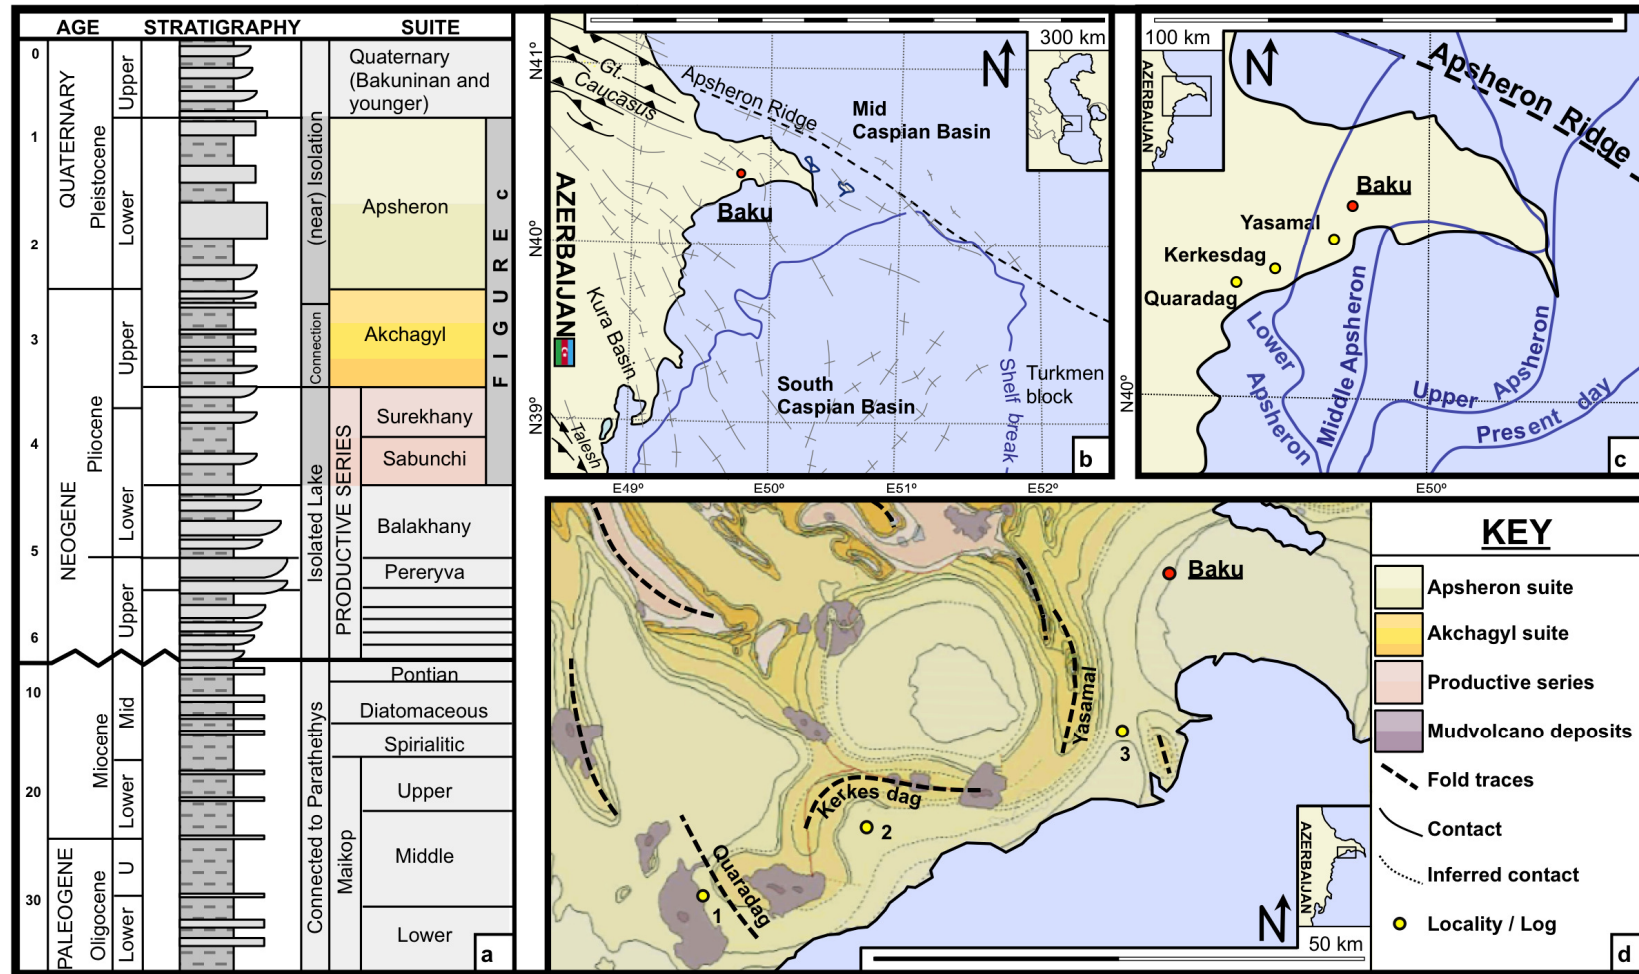 AGE
STRATIGRAPHY
SUITE
0
1
2
3
4
5
6
10
20
30
QUATERNARY
NEOGENE
PALEOGENE
Pleistocene
Pliocene
Miocene
Oligocene
Upper
Lower
Upper
Lower
Upper
Mid
Lower
U
Lower
(near) Isolation
Connection
Isolated Lake
Connected to Parathethys
PRODUCTIVE SERIES
Maikop
Quaternary
(Bakuninan and
younger)
Apsheron
Akchagyl
Surekhany
Sabunchi
Balakhany
Pereryva
Pontian
Diatomaceous
Spirialitic
Upper
Middle
Lower
FIGURE c
a
300 km
N
N41°
N40°
N39°
Gt.
Caucasus
Apsheron Ridge
Mid
Caspian Basin
Baku
AZERBAIJAN
Kura Basin
Talesh
South
Caspian Basin
Shelf break
Turkmen
block
b
E49°
E50°
E51°
E52°
100 km
N
AZERBAIJAN
Apsheron Ridge
Baku
Yasamal
Kerkesdag
Quaradag
Lower
Apsheron
Middle Apsheron
Upper Apsheron
Present day
N40°
c
E50°
Baku
Yasamal
3
Kerkes dag
2
Quaradag
1
N
AZERBAIJAN
50 km
KEY
Apsheron suite
Akchagyl suite
Productive series
Mudvolcano deposits
Fold traces
Contact
Inferred contact
Locality / Log
d